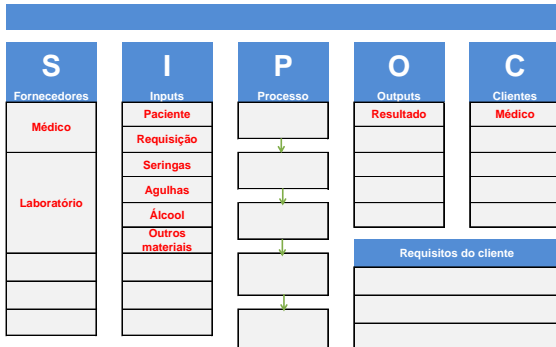 S
I
P
O
C
Fornecedores
Inputs
Processo
Outputs
Clientes
Médico
Laboratório
Paciente
Requisição
Seringas
Agulhas
Álcool
Outros
materiais
Resultado
Médico
Requisitos do cliente